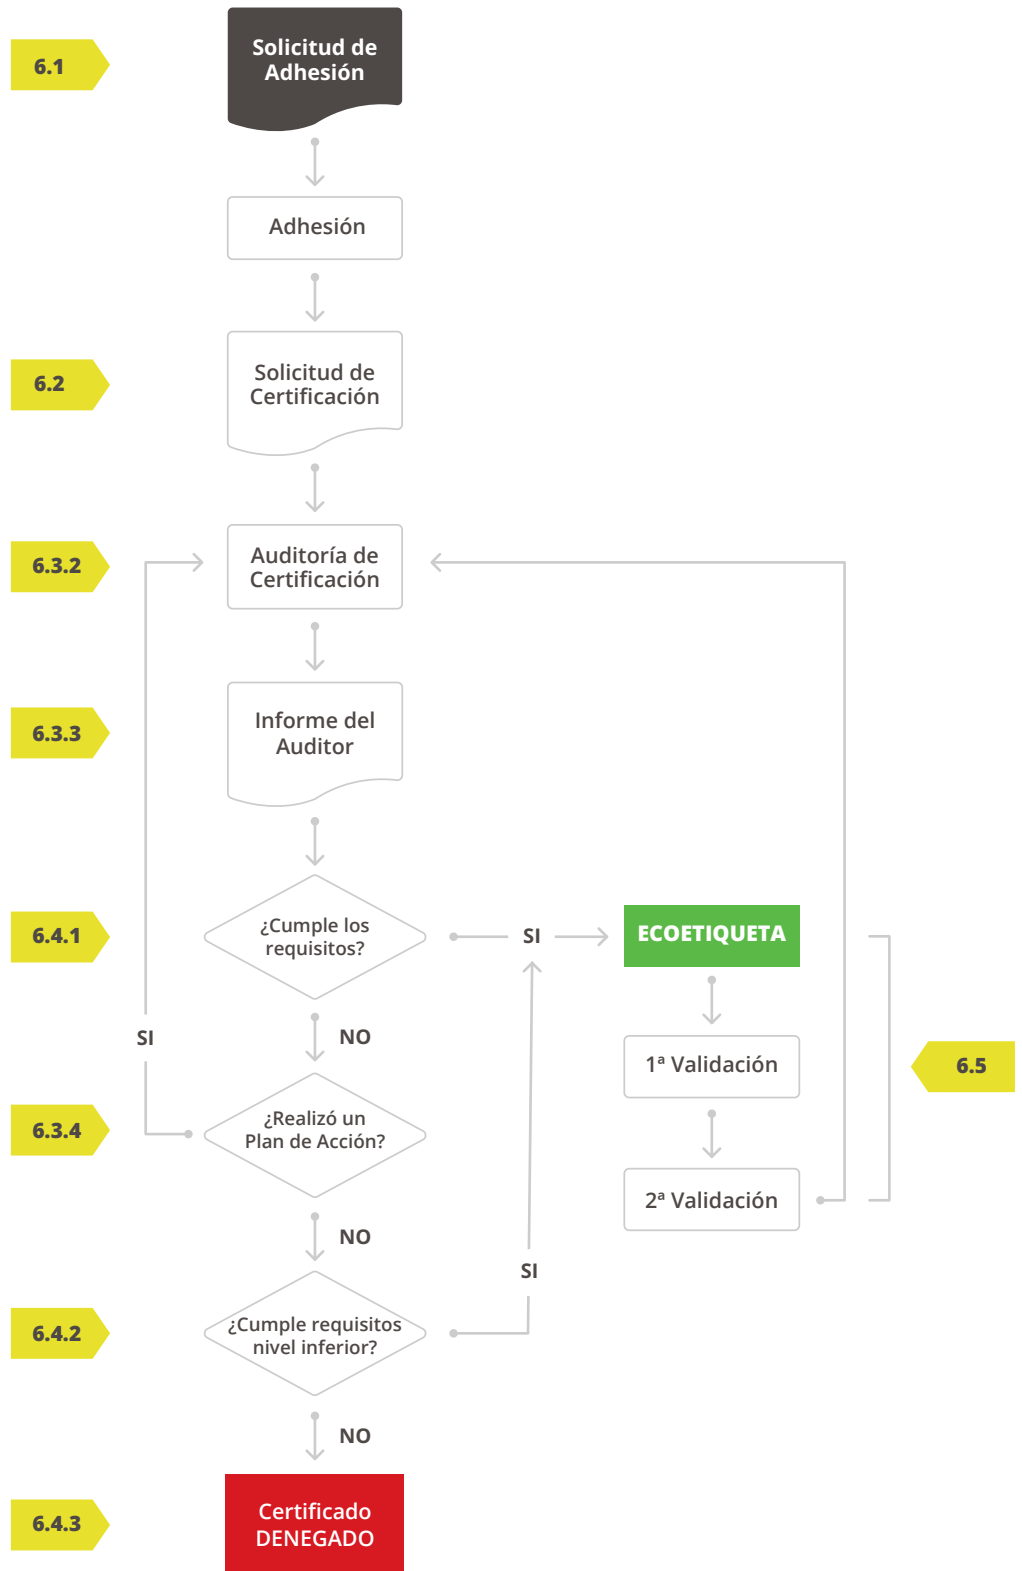 6.1
Solicitud de
Adhesión
Adhesión
6.2
Solicitud de
Certificación
6.3.2
Auditoría de
Certificación
6.3.3
Informe del
Auditor
6.4.1
¿Cumple los
requisitos?
SI
ECOETIQUETA
SI
NO
1ª Validación
6.5
6.3.4
¿Realizó un
Plan de Acción?
2ª Validación
NO
SI
6.4.2
¿Cumple requisitos
nivel inferior?
NO
6.4.3
Certificado
DENEGADO